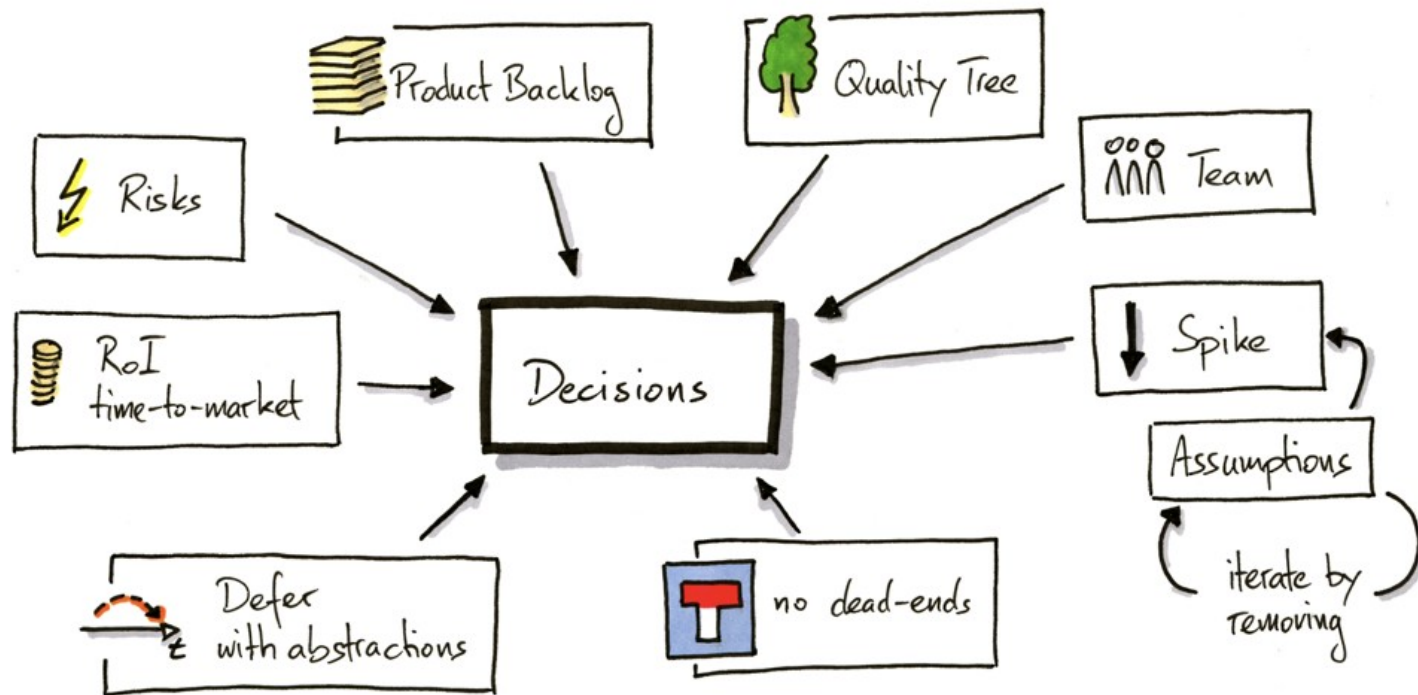 Product Backlog
Quality Tree
Risks
Team
RoI
time-to-market
Decisions
Spike
Assumptions
iterate by
removing
Defer
with abstractions
t
no dead-ends